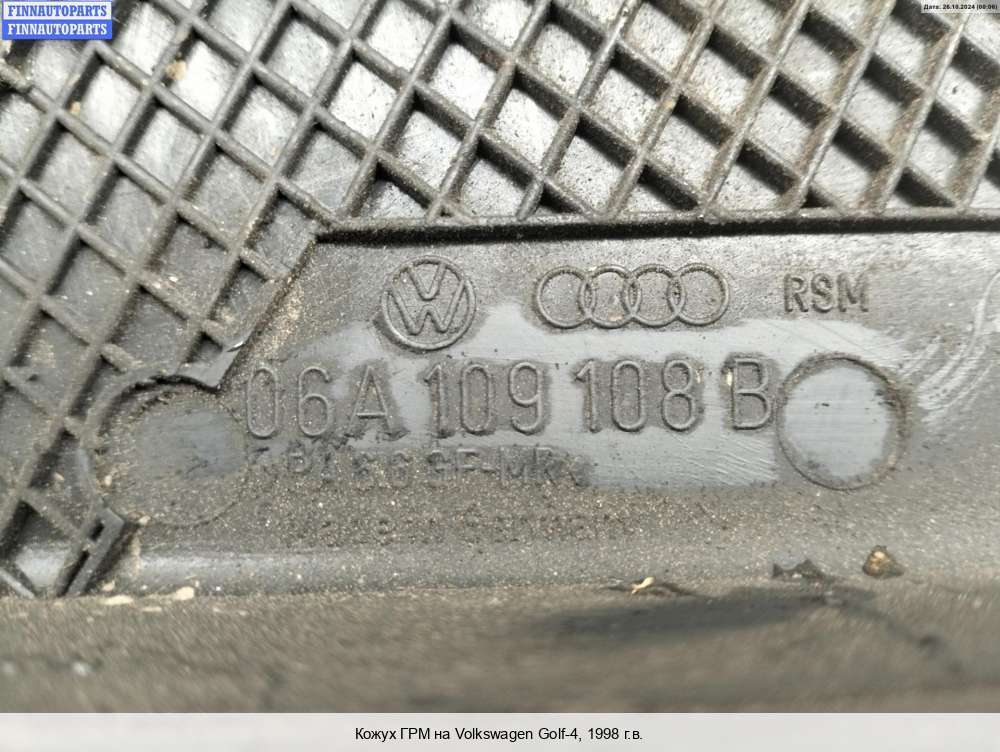 FINNAUTOPARTS
FINNAUTOPARTS
Дата: 26.10.2024 (00:06)
RSM
06A 109 108 B
Кожух ГРМ на Volkswagen Golf-4, 1998 г.в.